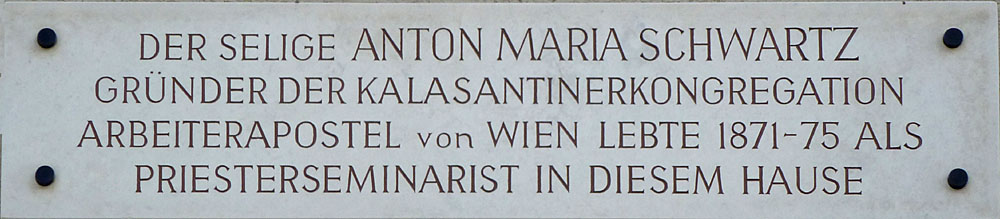 DER SELIGE ANTON MARIA SCHWARTZ
GRÜNDER DER KALASANTINERKONGREGATION
ARBEITERAPOSTEL von WIEN LEBTE 1871-75 ALS
PRIESTERSEMINARIST IN DIESEM HAUSE